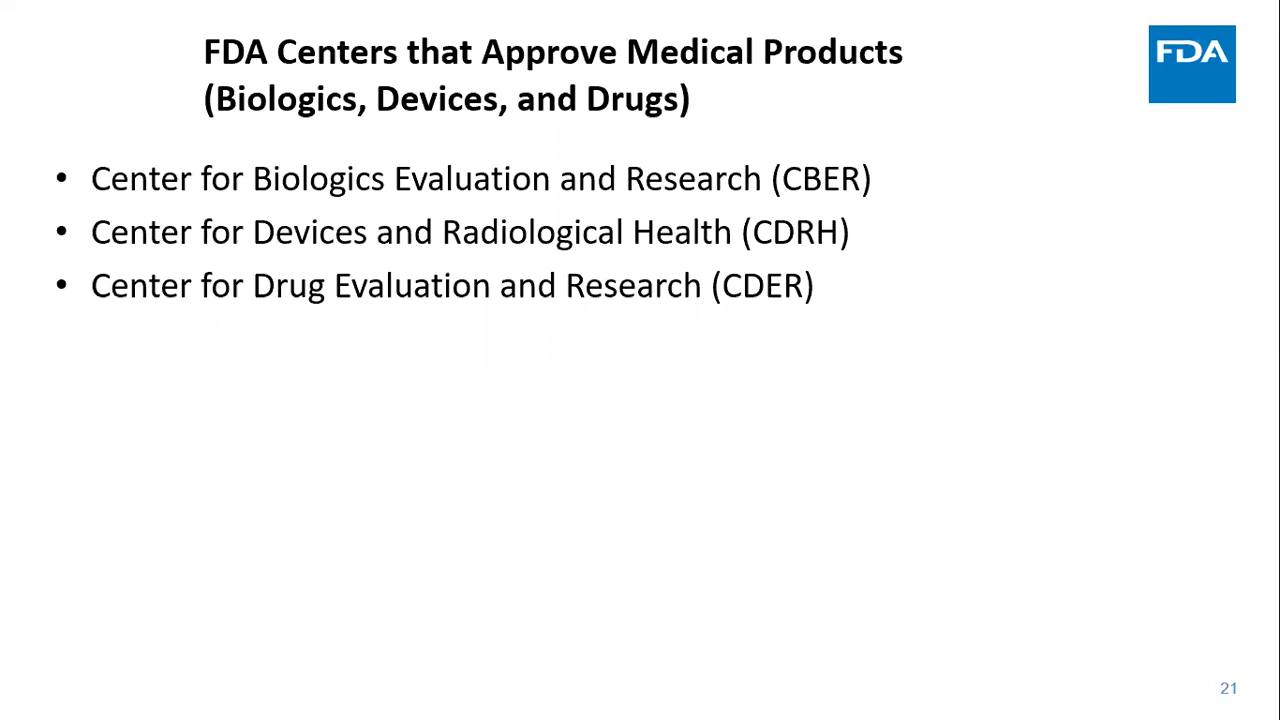 FDA Centers that Approve Medical Products
(Biologics, Devices, and Drugs)
FDA
• Center for Biologics Evaluation and Research (CBER)
• Center for Devices and Radiological Health (CDRH)
• Center for Drug Evaluation and Research (CDER)
21